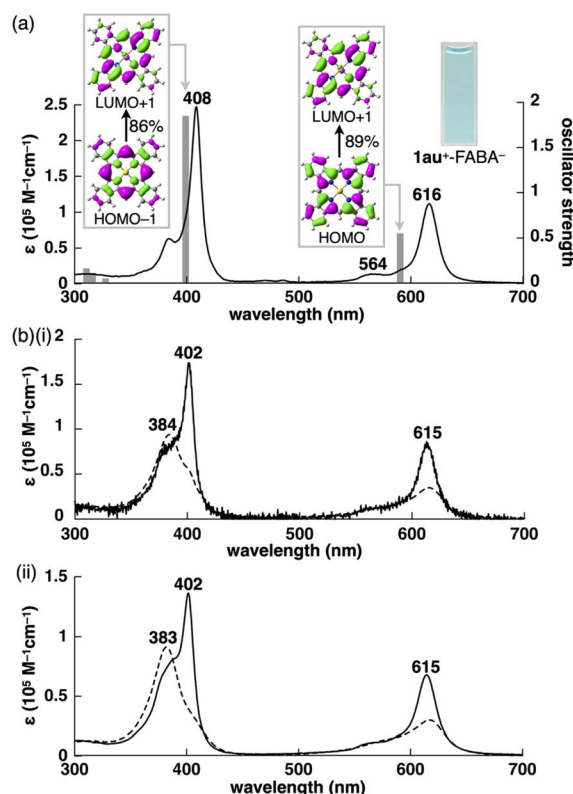 (a)
LUMO+1
86%
HOMO–1
408
LUMO+1
89%
HOMO
1au⁺-FABA⁻
616
564
2.5
2
1.5
1
0.5
0
ε (10⁵ M⁻¹cm⁻¹)
2
1.5
1
0.5
0
oscillator strength
300 400 500 600 700
wavelength (nm)
(b)(i)
2
1.5
1
0.5
0
ε (10⁵ M⁻¹cm⁻¹)
402
384
615
300 400 500 600 700
wavelength (nm)
(ii)
1.5
1
0.5
0
ε (10⁵ M⁻¹cm⁻¹)
402
383
615
300 400 500 600 700
wavelength (nm)